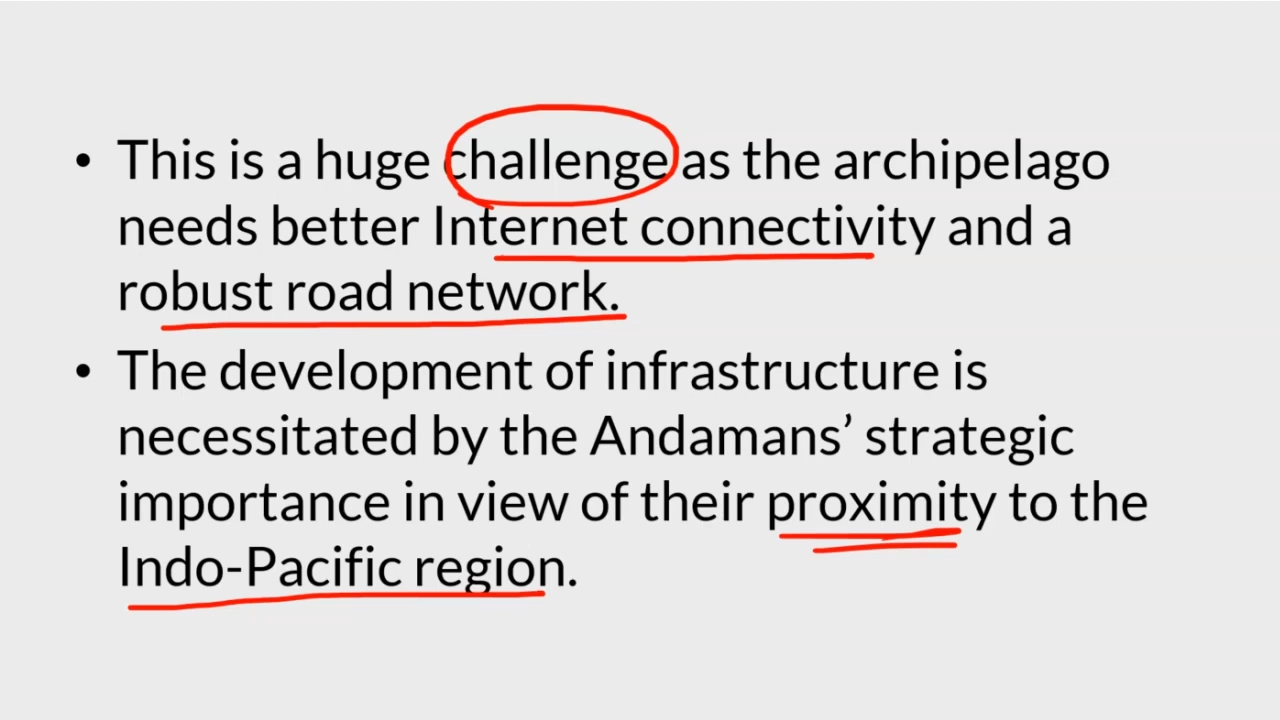 • This is a huge challenge as the archipelago
needs better Internet connectivity and a
robust road network.
• The development of infrastructure is
necessitated by the Andamans’ strategic
importance in view of their proximity to the
Indo-Pacific region.